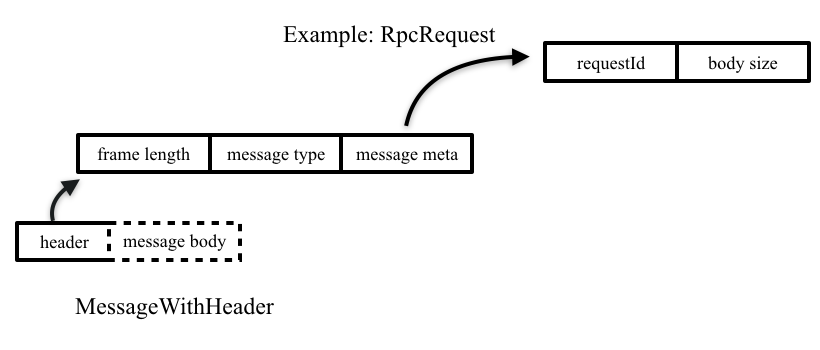 Example: RpcRequest
requestId body size
frame length message type message meta
header message body
MessageWithHeader